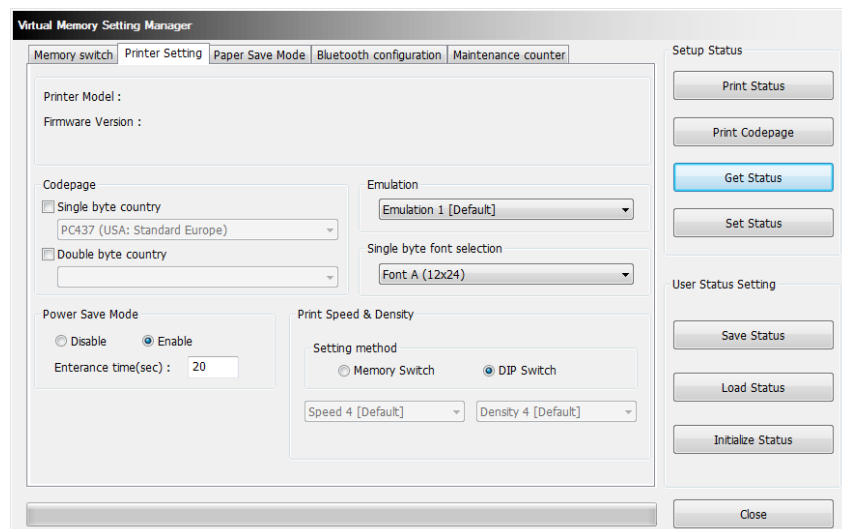 Virtual Memory Setting Manager
Memory switch Printer Setting Paper Save Mode Bluetooth configuration Maintenance counter
Printer Model :
Firmware Version :
Codepage
Single byte country
PC437 (USA: Standard Europe)
Double byte country
Emulation
Emulation 1 [Default]
Single byte font selection
Font A (12x24)
Power Save Mode
Disable Enable
Enterance time(sec) : 20
Print Speed & Density
Setting method
Memory Switch DIP Switch
Speed 4 [Default] Density 4 [Default]
Setup Status
Print Status
Print Codepage
Get Status
Set Status
User Status Setting
Save Status
Load Status
Initialize Status
Close